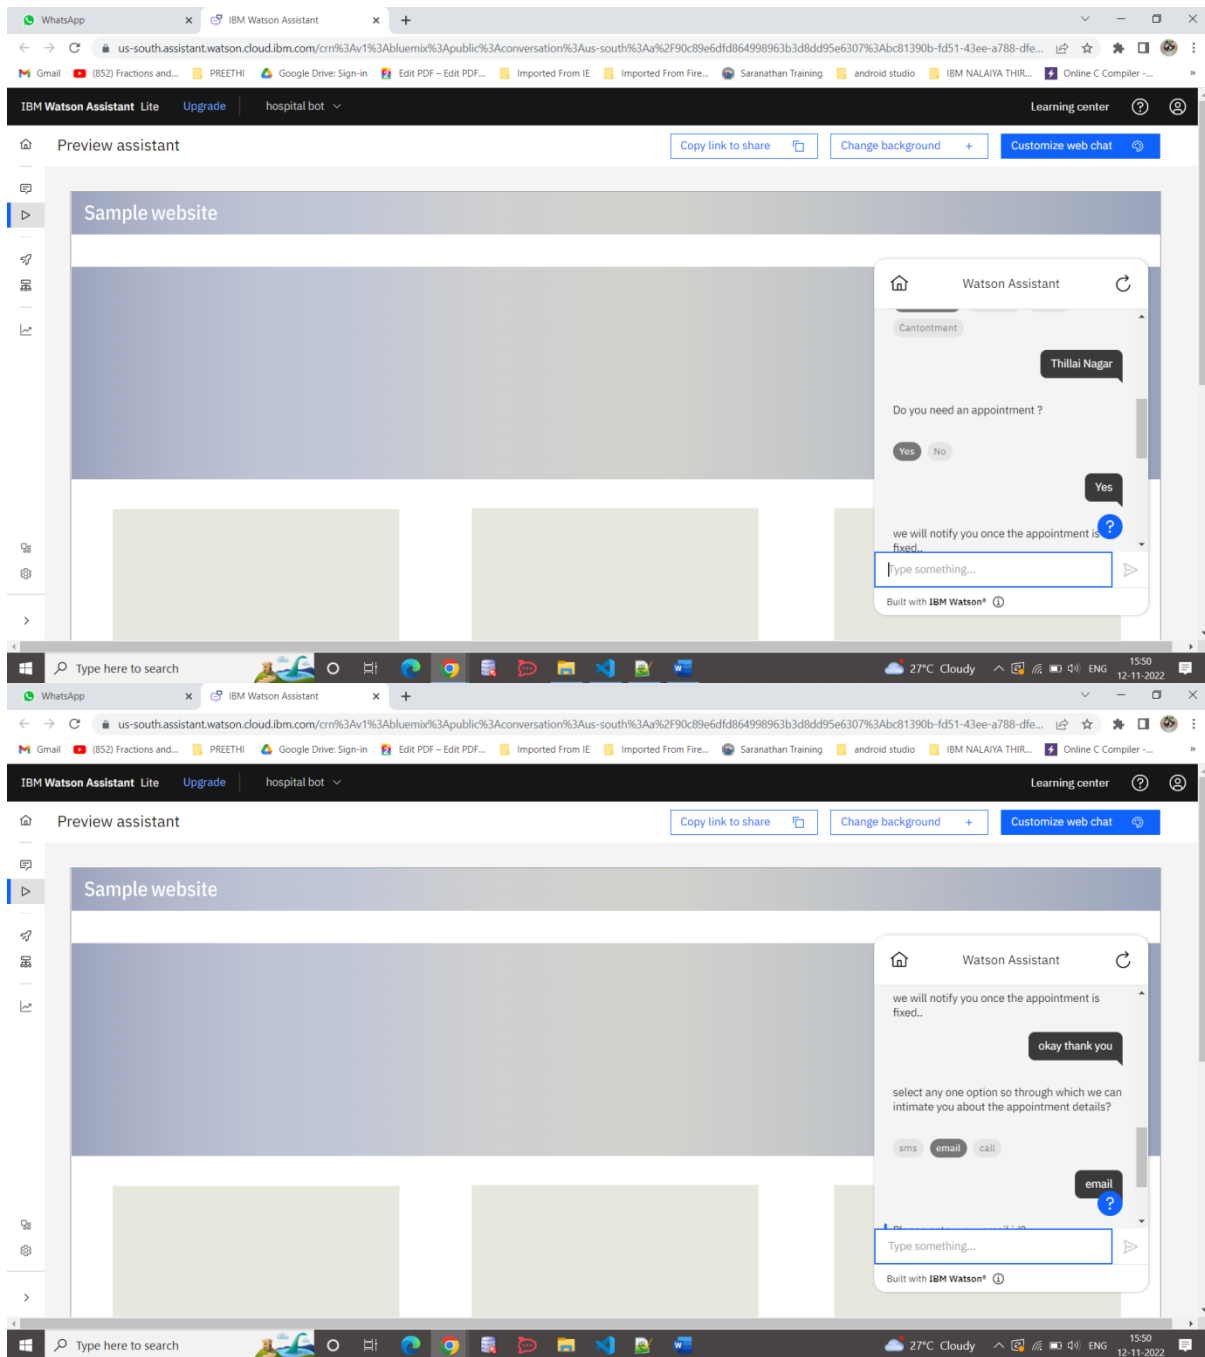 WhatsApp
IBM Watson Assistant
us-south.assistant.watson.cloud.ibm.com/crn%3Av1%3Abluemix%3Apublic%3Aconversation%3Aus-south%3Aa%2F90c89e6dfd864998963b3d8dd95e6307%3Abc81390b-fd51-43ee-a788-dfe...
Gmail (852) Fractions and... PREETHI Google Drive: Sign-in Edit PDF – Edit PDF... Imported From IE Imported From Fire... Saranathan Training android studio IBM NALAIYA THIR... Online C Compiler -... »
IBM Watson Assistant Lite Upgrade hospital bot Learning center
Preview assistant Copy link to share Change background + Customize web chat
Sample website
Watson Assistant
Cantontment
Thillai Nagar
Do you need an appointment ?
Yes No
Yes
we will notify you once the appointment is
fixed..
Type something...
Built with IBM Watson®
Type here to search 27°C Cloudy ENG 15:50
12-11-2022
WhatsApp
IBM Watson Assistant
us-south.assistant.watson.cloud.ibm.com/crn%3Av1%3Abluemix%3Apublic%3Aconversation%3Aus-south%3Aa%2F90c89e6dfd864998963b3d8dd95e6307%3Abc81390b-fd51-43ee-a788-dfe...
Gmail (852) Fractions and... PREETHI Google Drive: Sign-in Edit PDF – Edit PDF... Imported From IE Imported From Fire... Saranathan Training android studio IBM NALAIYA THIR... Online C Compiler -... »
IBM Watson Assistant Lite Upgrade hospital bot Learning center
Preview assistant Copy link to share Change background + Customize web chat
Sample website
Watson Assistant
we will notify you once the appointment is
fixed..
okay thank you
select any one option so through which we can
intimate you about the appointment details?
sms email call
email
Type something...
Built with IBM Watson®
Type here to search 27°C Cloudy ENG 15:50
12-11-2022